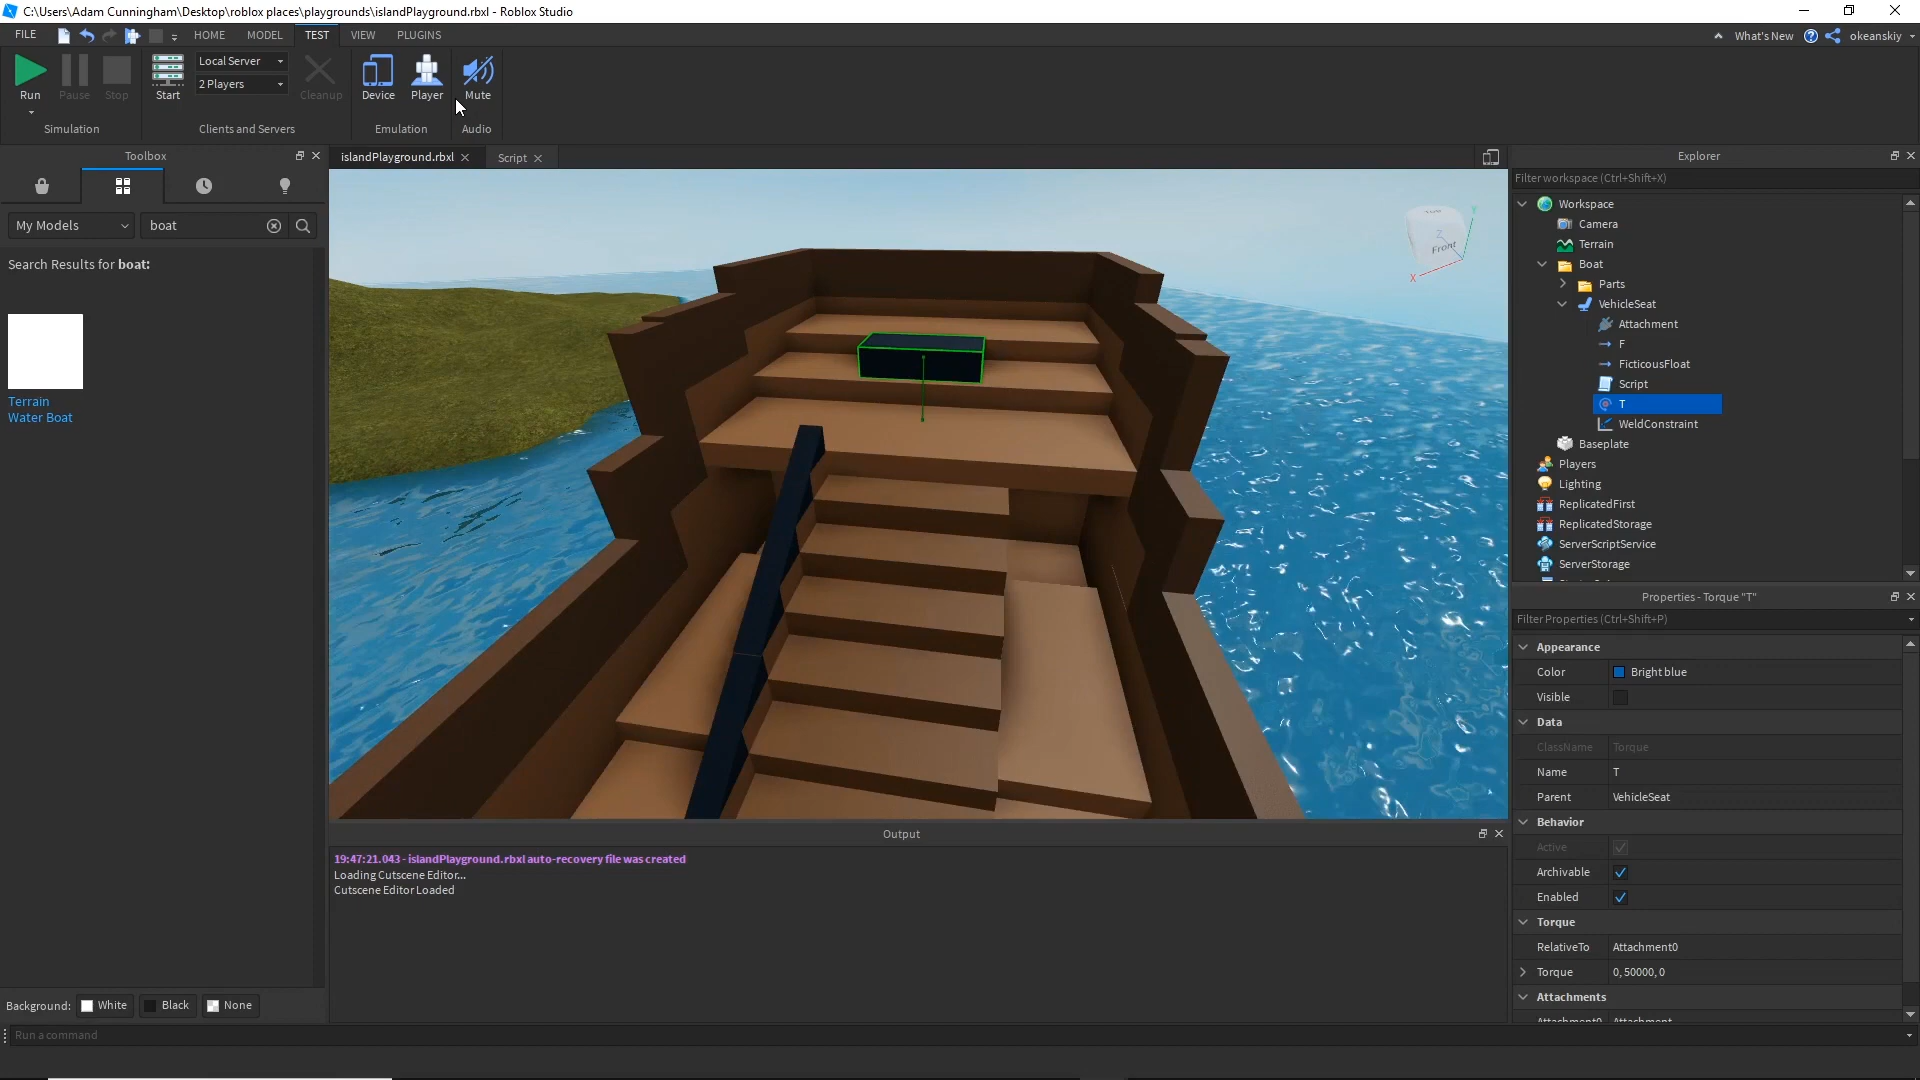 C:\Users\Adam Cunningham\Desktop\roblox places\playgrounds\islandPlayground.rbxl - Roblox Studio
FILE HOME MODEL TEST VIEW PLUGINS What's New okeanskiy
Run Pause Stop Start Local Server 2 Players Cleanup Device Player Mute
Simulation Clients and Servers Emulation Audio
Toolbox
My Models boat
Search Results for boat:
Terrain
Water Boat
Background: White Black None
islandPlayground.rbxl Script
Front
X
Y
Z
Output
19:47:21.043 - islandPlayground.rbxl auto-recovery file was created
Loading Cutscene Editor...
Cutscene Editor Loaded
Run a command
Explorer
Filter workspace (Ctrl+Shift+X)
Workspace
Camera
Terrain
Boat
Parts
VehicleSeat
Attachment
F
FicticousFloat
Script
T
WeldConstraint
Baseplate
Players
Lighting
ReplicatedFirst
ReplicatedStorage
ServerScriptService
ServerStorage
Properties - Torque "T"
Filter Properties (Ctrl+Shift+P)
Appearance
Color Bright blue
Visible
Data
ClassName Torque
Name T
Parent VehicleSeat
Behavior
Active
Archivable
Enabled
Torque
RelativeTo Attachment0
Torque 0, 50000, 0
Attachments
Attachment0 Attachment